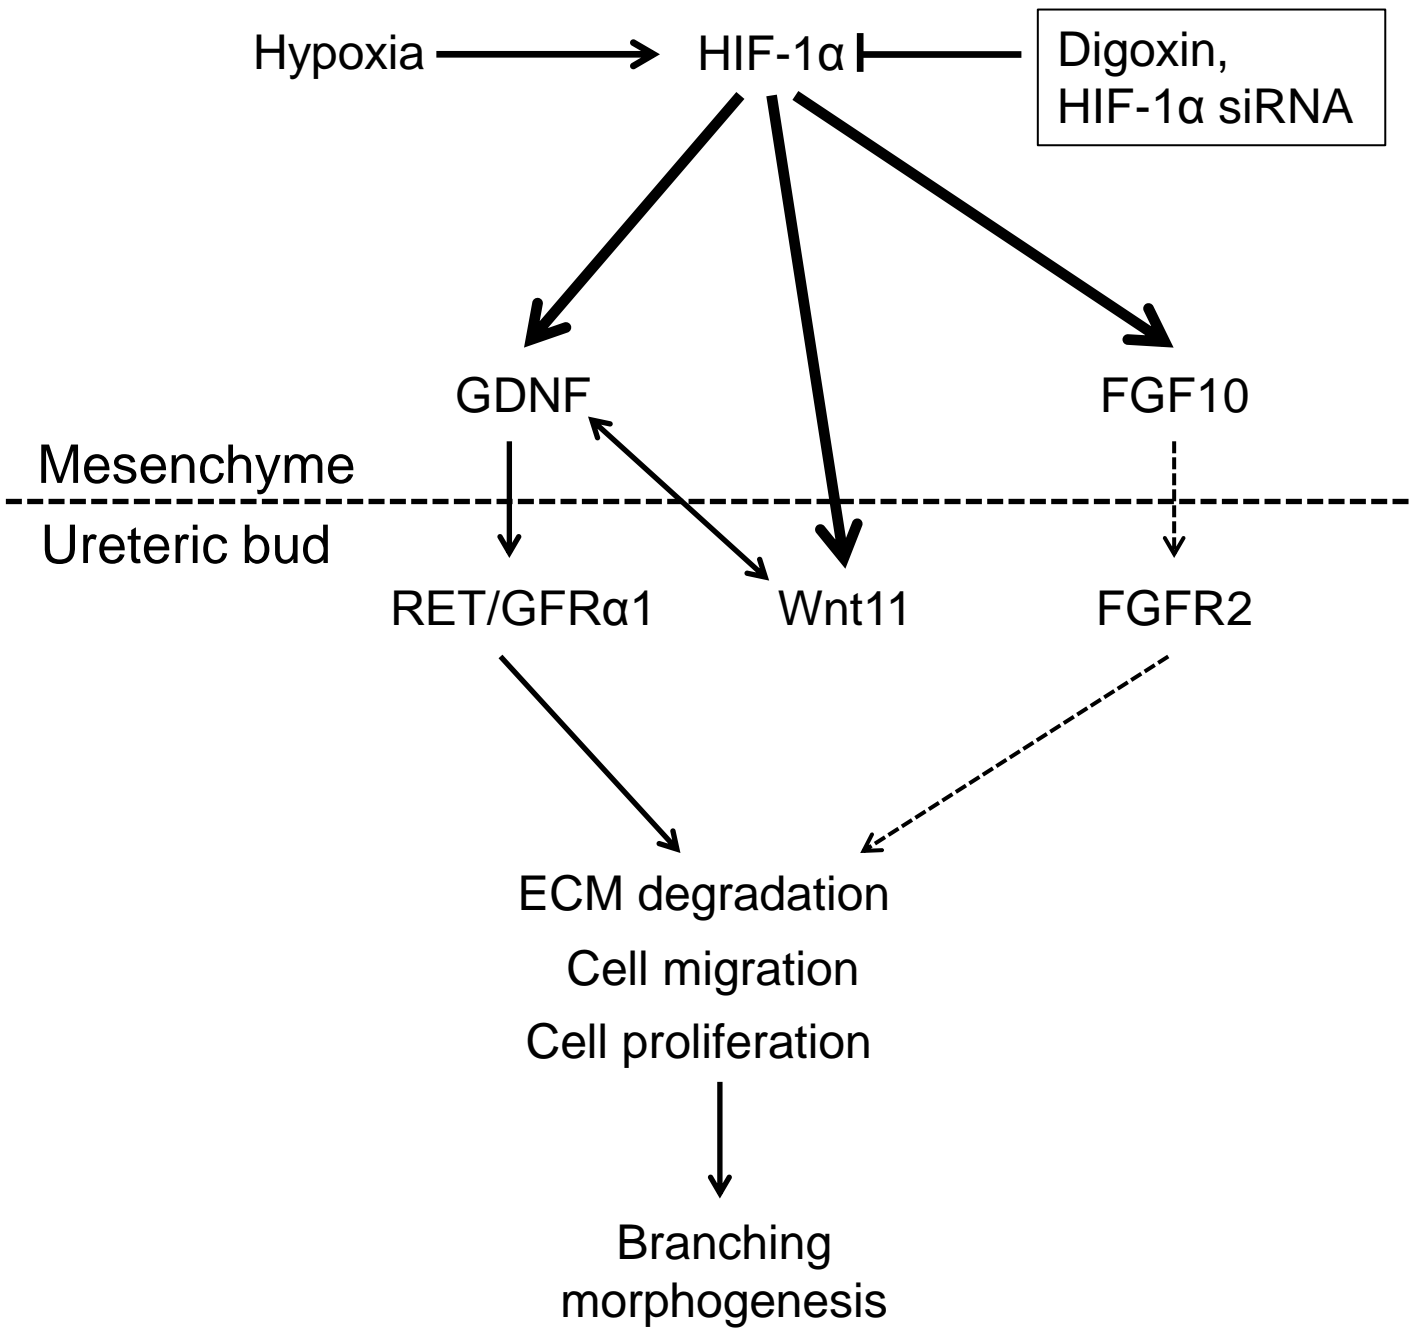 Hypoxia
HIF-1α
Digoxin,
HIF-1α siRNA
GDNF
FGF10
Mesenchyme
Ureteric bud
RET/GFRα1
Wnt11
FGFR2
ECM degradation
Cell migration
Cell proliferation
Branching
morphogenesis